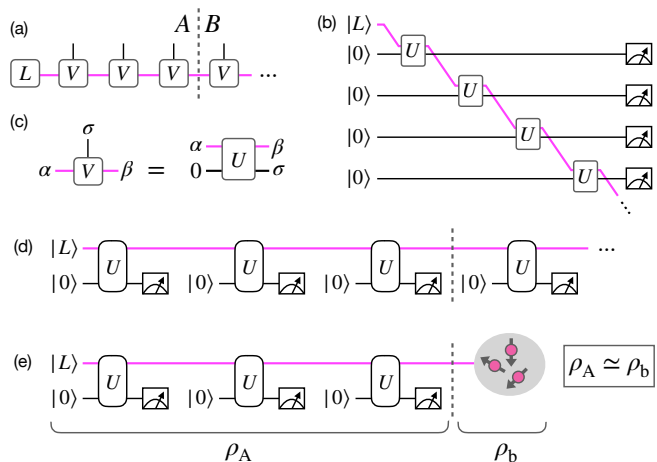 (a) A B
L V V V V ...
(b) |L⟩
|0⟩ U
|0⟩ U
|0⟩ U
|0⟩ U
...
(c) σ
α V β = α 0 U β σ
(d) |L⟩ ...
U U U U
|0⟩ |0⟩ |0⟩ |0⟩
(e) |L⟩
U U U
|0⟩ |0⟩ |0⟩
ρ_A ≃ ρ_b
ρ_A ρ_b